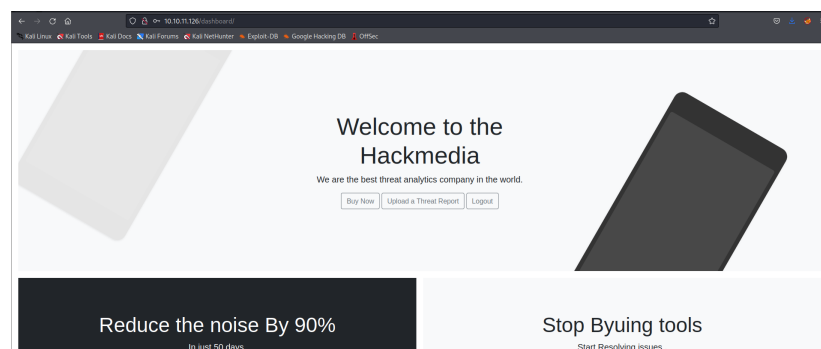 10.10.11.126/dashboard/
Kali Linux Kali Tools Kali Docs Kali Forums Kali NetHunter Exploit-DB Google Hacking DB OffSec
Welcome to the
Hackmedia
We are the best threat analytics company in the world.
Buy Now Upload a Threat Report Logout
Reduce the noise By 90%
In just 50 days
Stop Byuing tools
Start Resolving issues